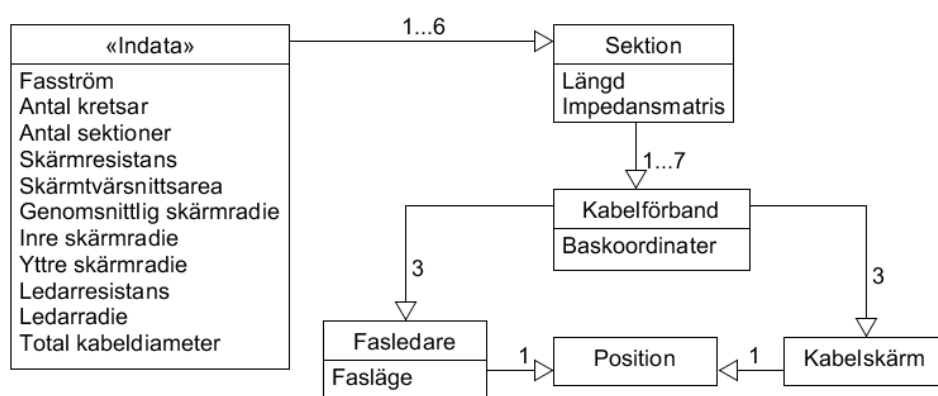 «Indata»
Fasström
Antal kretsar
Antal sektioner
Skärmresistans
Skärmtvärsnittsarea
Genomsnittlig skärmradie
Inre skärmradie
Yttre skärmradie
Ledarresistans
Ledarradie
Total kabeldiameter
1...6
Sektion
Längd
Impedansmatris
1...7
Kabelförband
Baskoordinater
3
3
Fasledare
Fasläge
1
Position
1
Kabelskärm